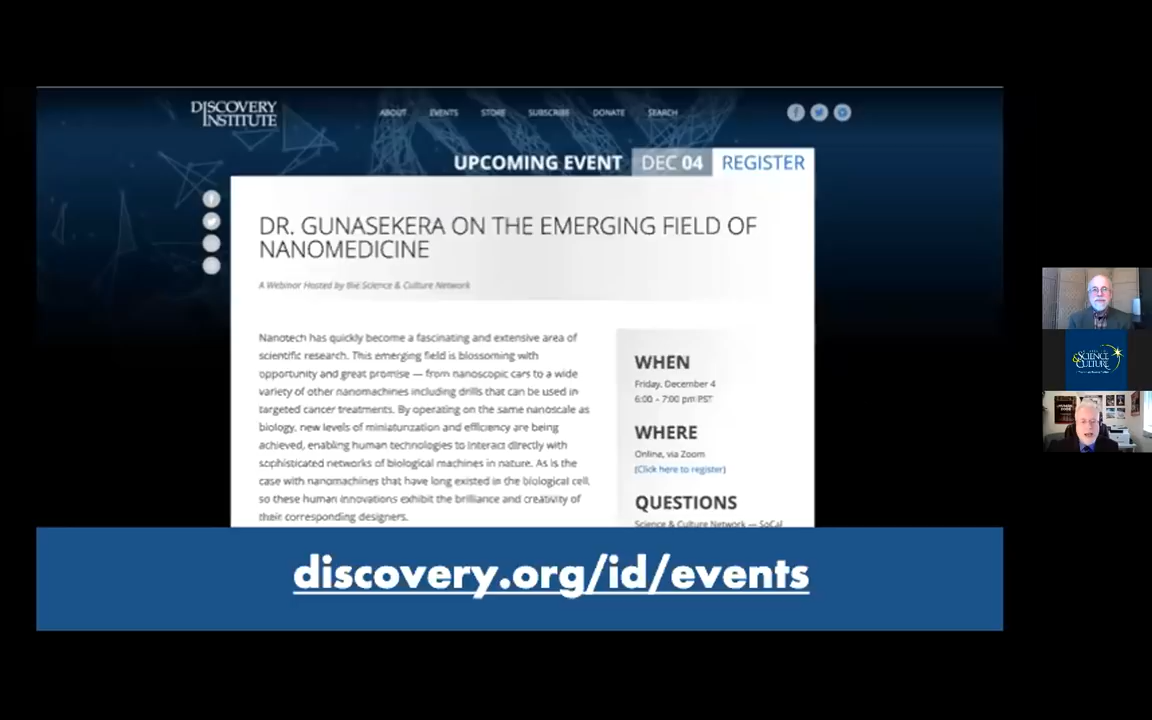 DISCOVERY
INSTITUTE
ABOUT EVENTS STORE SUBSCRIBE DONATE SEARCH
UPCOMING EVENT DEC 04 REGISTER
DR. GUNASEKERA ON THE EMERGING FIELD OF
NANOMEDICINE
A Webinar Hosted by the Science & Culture Network
Nanotech has quickly become a fascinating and extensive area of
scientific research. This emerging field is blossoming with
opportunity and great promise — from nanoscopic cars to a wide
variety of other nanomachines including drills that can be used in
targeted cancer treatments. By operating on the same nanoscale as
biology, new levels of miniaturization and efficiency are being
achieved, enabling human technologies to interact directly with
sophisticated networks of biological machines in nature. As is the
case with nanomachines that have long existed in the biological cell,
so these human innovations exhibit the brilliance and creativity of
their corresponding designers.
WHEN
Friday, December 4
6:00 – 7:00 pm PST
WHERE
Online, via Zoom
(Click here to register)
QUESTIONS
Science & Culture Network — SoCal
discovery.org/id/events
SCIENCE
& CULTURE